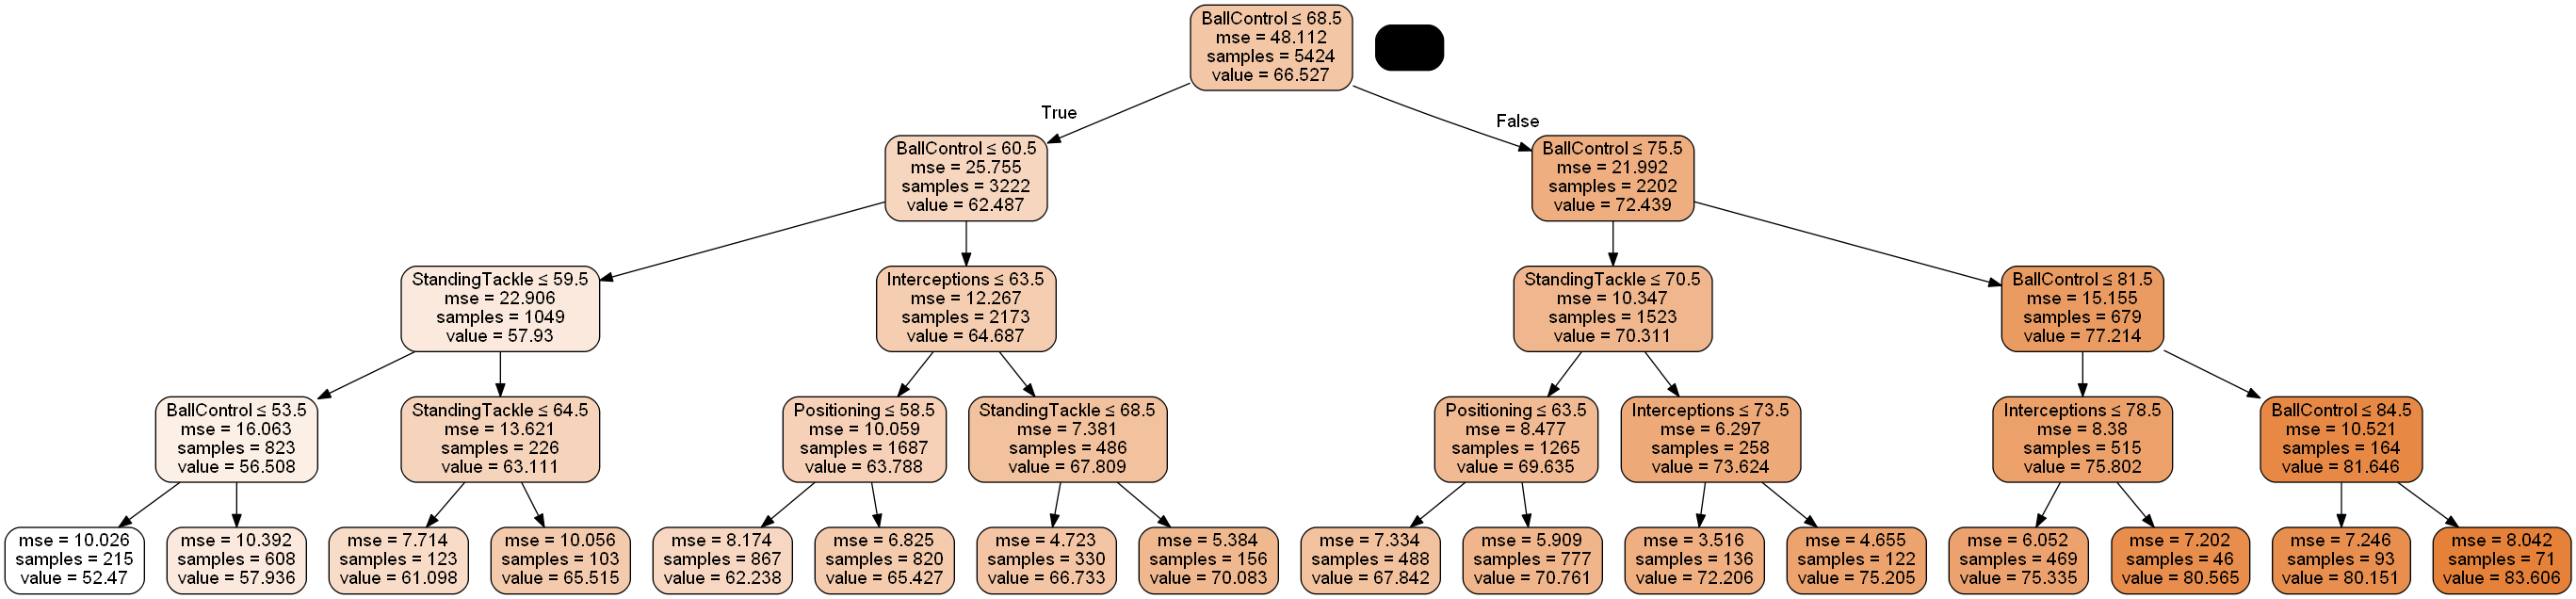 BallControl ≤ 68.5
mse = 48.112
samples = 5424
value = 66.527
True
False
BallControl ≤ 60.5
mse = 25.755
samples = 3222
value = 62.487
BallControl ≤ 75.5
mse = 21.992
samples = 2202
value = 72.439
StandingTackle ≤ 59.5
mse = 22.906
samples = 1049
value = 57.93
Interceptions ≤ 63.5
mse = 12.267
samples = 2173
value = 64.687
StandingTackle ≤ 70.5
mse = 10.347
samples = 1523
value = 70.311
BallControl ≤ 81.5
mse = 15.155
samples = 679
value = 77.214
BallControl ≤ 53.5
mse = 16.063
samples = 823
value = 56.508
StandingTackle ≤ 64.5
mse = 13.621
samples = 226
value = 63.111
Positioning ≤ 58.5
mse = 10.059
samples = 1687
value = 63.788
StandingTackle ≤ 68.5
mse = 7.381
samples = 486
value = 67.809
Positioning ≤ 63.5
mse = 8.477
samples = 1265
value = 69.635
Interceptions ≤ 73.5
mse = 6.297
samples = 258
value = 73.624
Interceptions ≤ 78.5
mse = 8.38
samples = 515
value = 75.802
BallControl ≤ 84.5
mse = 10.521
samples = 164
value = 81.646
mse = 10.026
samples = 215
value = 52.47
mse = 10.392
samples = 608
value = 57.936
mse = 7.714
samples = 123
value = 61.098
mse = 10.056
samples = 103
value = 65.515
mse = 8.174
samples = 867
value = 62.238
mse = 6.825
samples = 820
value = 65.427
mse = 4.723
samples = 330
value = 66.733
mse = 5.384
samples = 156
value = 70.083
mse = 7.334
samples = 488
value = 67.842
mse = 5.909
samples = 777
value = 70.761
mse = 3.516
samples = 136
value = 72.206
mse = 4.655
samples = 122
value = 75.205
mse = 6.052
samples = 469
value = 75.335
mse = 7.202
samples = 46
value = 80.565
mse = 7.246
samples = 93
value = 80.151
mse = 8.042
samples = 71
value = 83.606